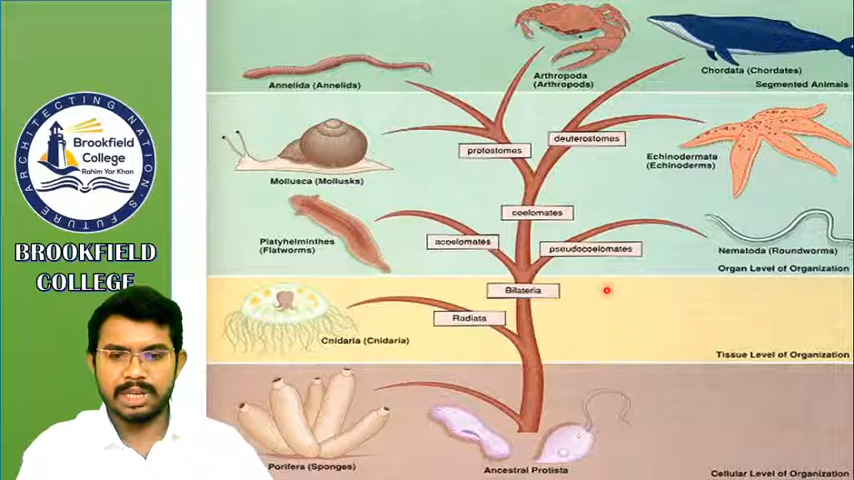 ARCHITECTING NATION'S FUTURE
Brookfield
College
Rahim Yar Khan
BROOKFIELD
COLLEGE
Annelida (Annelids)
Arthropoda
(Arthropods)
Chordata (Chordates)
Segmented Animals
protostomes
deuterostomes
Mollusca (Mollusks)
Echinodermata
(Echinoderms)
coelomates
Platyhelminthes
(Flatworms)
acoelomates
pseudocoelomates
Nematoda (Roundworms)
Organ Level of Organization
Bilateria
Radiata
Cnidaria (Cnidaria)
Tissue Level of Organization
Porifera (Sponges)
Ancestral Protista
Cellular Level of Organization